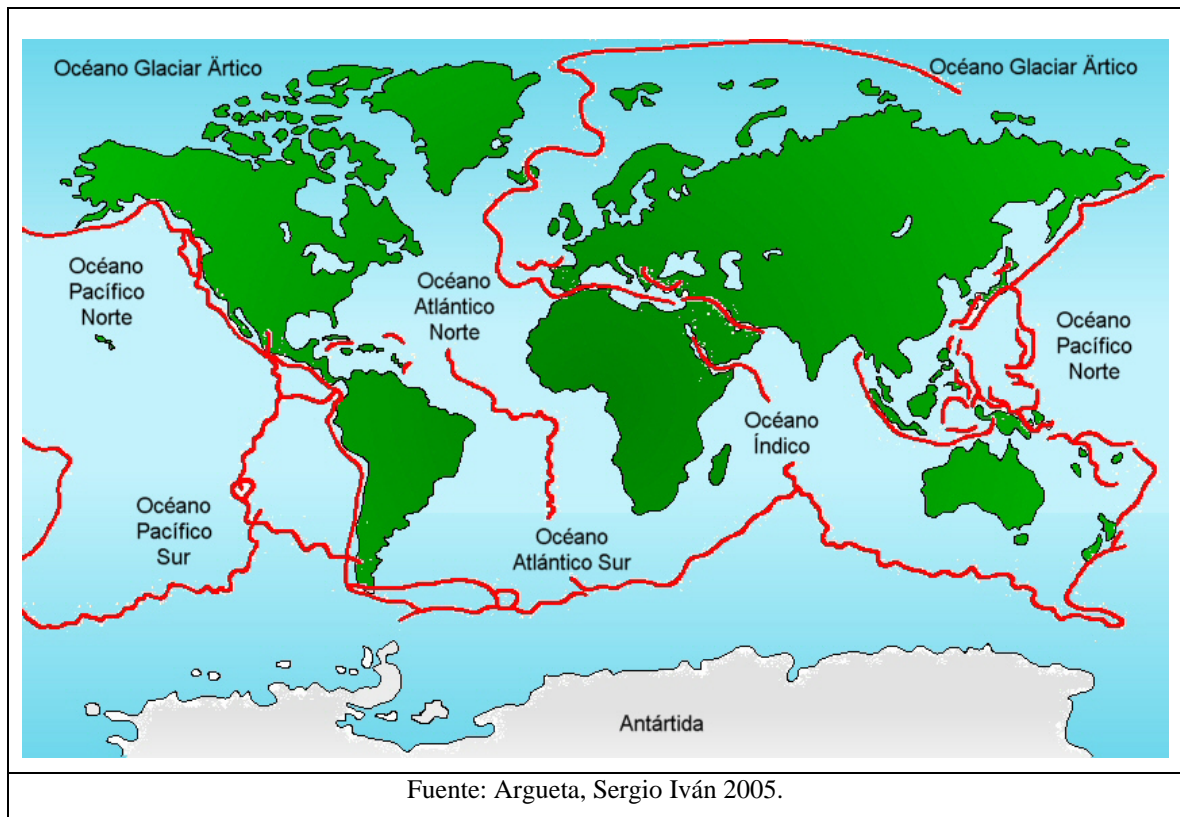 Océano Glaciar Ärtico
Océano Glaciar Ärtico
Océano
Pacífico
Norte
Océano
Atlántico
Norte
Océano
Pacífico
Norte
Océano
Índico
Océano
Pacífico
Sur
Océano
Atlántico Sur
Antártida
Fuente: Argueta, Sergio Iván 2005.